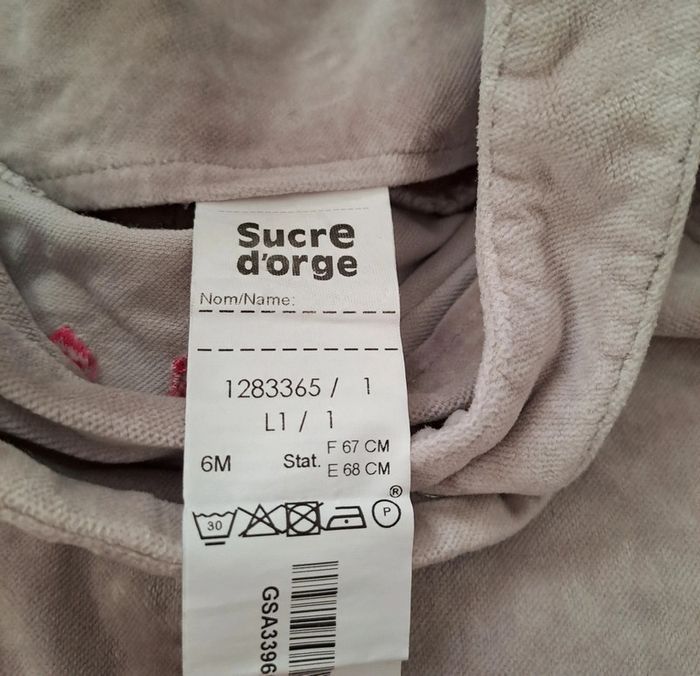 Sucre
d'orge
Nom/Name:
1283365 / 1
L1 / 1
6M Stat. F 67 CM
E 68 CM
®
30
P
GSA3396